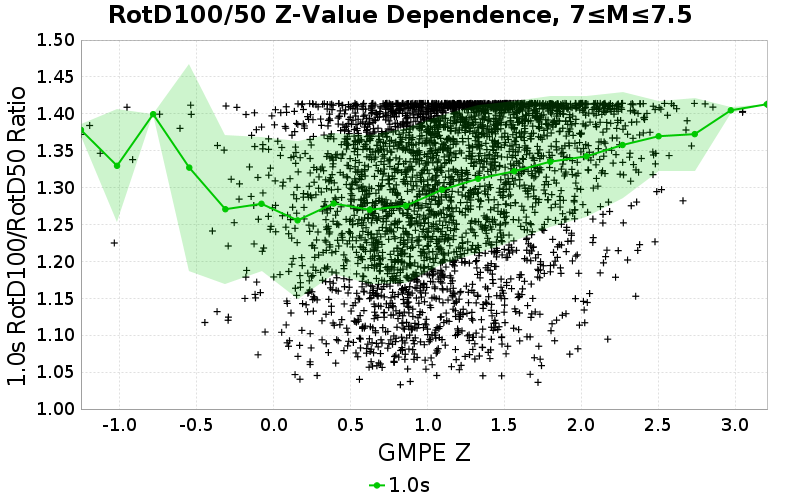 RotD100/50 Z-Value Dependence, 7≤M≤7.5
1.0s RotD100/RotD50 Ratio
1.50
1.45
1.40
1.35
1.30
1.25
1.20
1.15
1.10
1.05
1.00
-1.0 -0.5 0.0 0.5 1.0 1.5 2.0 2.5 3.0
GMPE Z
1.0s